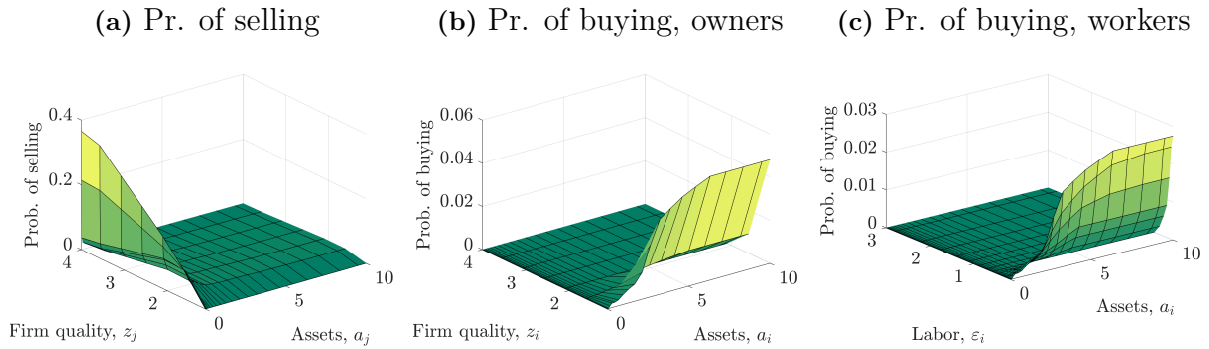 (a) Pr. of selling
Prob. of selling
0.4
0.2
0
4
3
2
0
5
10
Firm quality, z_j
Assets, a_j
(b) Pr. of buying, owners
Prob. of buying
0.06
0.04
0.02
0
4
3
2
0
5
10
Firm quality, z_i
Assets, a_i
(c) Pr. of buying, workers
Prob. of buying
0.03
0.02
0.01
0
3
2
1
0
5
10
Labor, ε_i
Assets, a_i